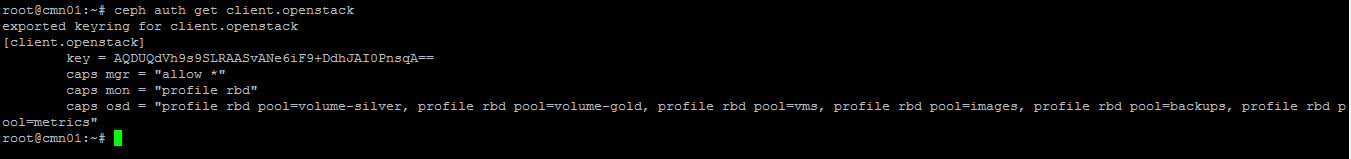 root@cmn01:~# ceph auth get client.openstack
exported keyring for client.openstack
[client.openstack]
        key = AQDUQdVh9s9SLRAASvANe6iF9+DdhJAI0PnsqA==
        caps mgr = "allow *"
        caps mon = "profile rbd"
        caps osd = "profile rbd pool=volume-silver, profile rbd pool=volume-gold, profile rbd pool=vms, profile rbd pool=images, profile rbd pool=backups, profile rbd p
ool=metrics"
root@cmn01:~#